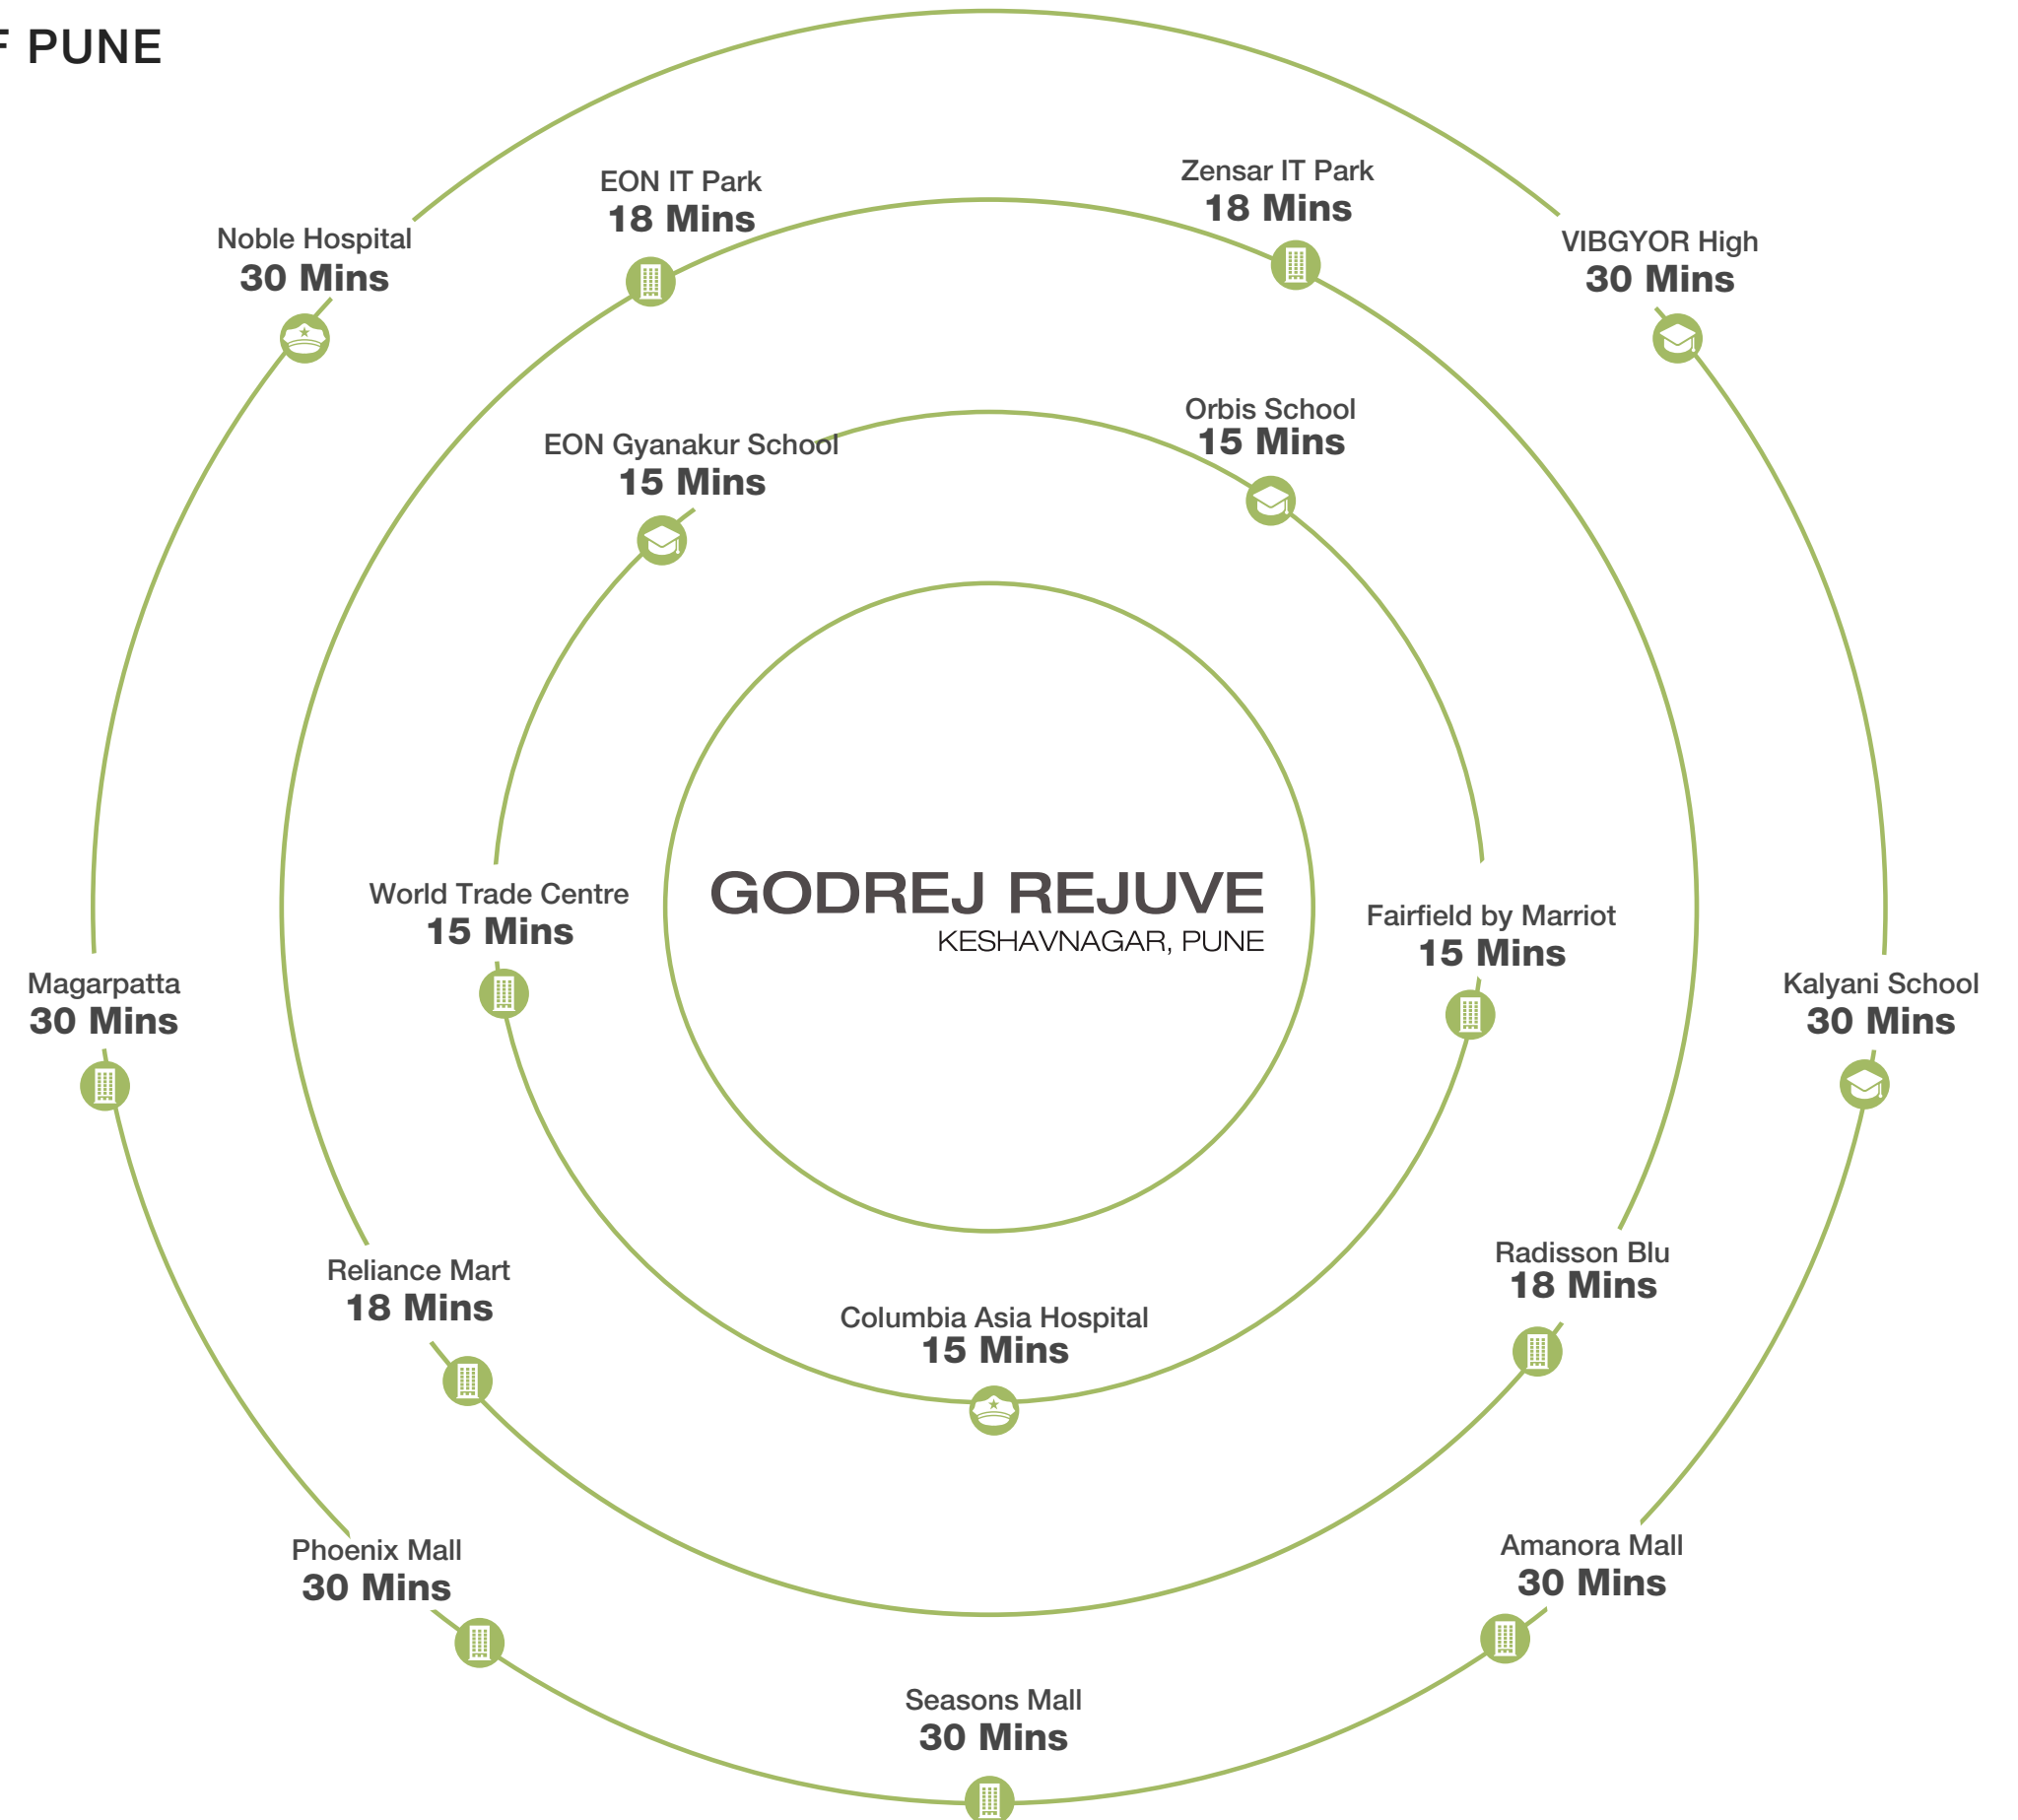 F PUNE
Zensar IT Park
18 Mins
EON IT Park
18 Mins
Noble Hospital
30 Mins
VIBGYOR High
30 Mins
Orbis School
15 Mins
EON Gyanakur School
15 Mins
GODREJ REJUVE
KESHAVNAGAR, PUNE
World Trade Centre
15 Mins
Fairfield by Marriot
15 Mins
Magarpatta
30 Mins
Kalyani School
30 Mins
Reliance Mart
18 Mins
Radisson Blu
18 Mins
Columbia Asia Hospital
15 Mins
Phoenix Mall
30 Mins
Amanora Mall
30 Mins
Seasons Mall
30 Mins